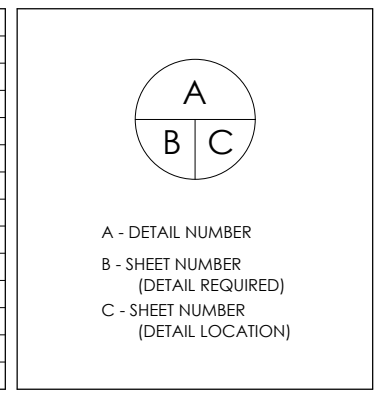 A
B C
A - DETAIL NUMBER
B - SHEET NUMBER
(DETAIL REQUIRED)
C - SHEET NUMBER
(DETAIL LOCATION)